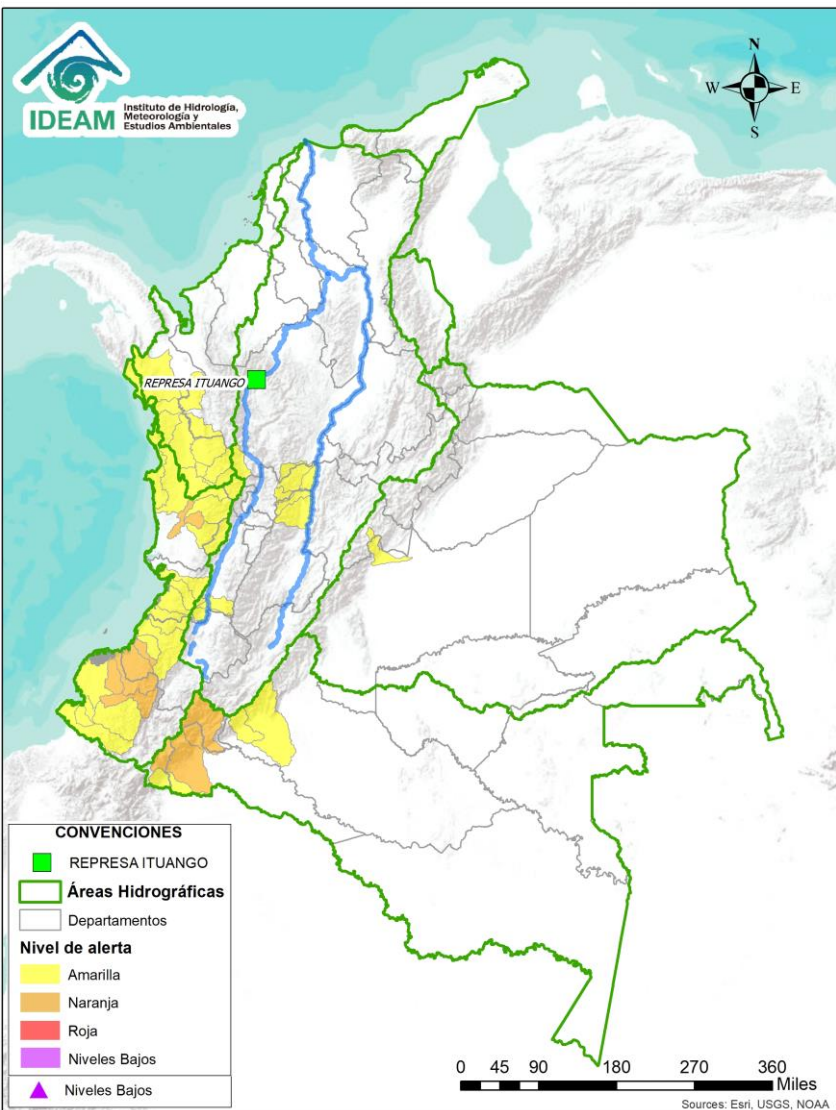 IDEAM
Instituto de Hidrología,
Meteorología y
Estudios Ambientales
N
W
E
S
REPRESA ITUANGO
CONVENCIONES
REPRESA ITUANGO
Áreas Hidrográficas
Departamentos
Nivel de alerta
Amarilla
Naranja
Roja
Niveles Bajos
Niveles Bajos
0 45 90 180 270 360
Miles
Sources: Esri, USGS, NOAA